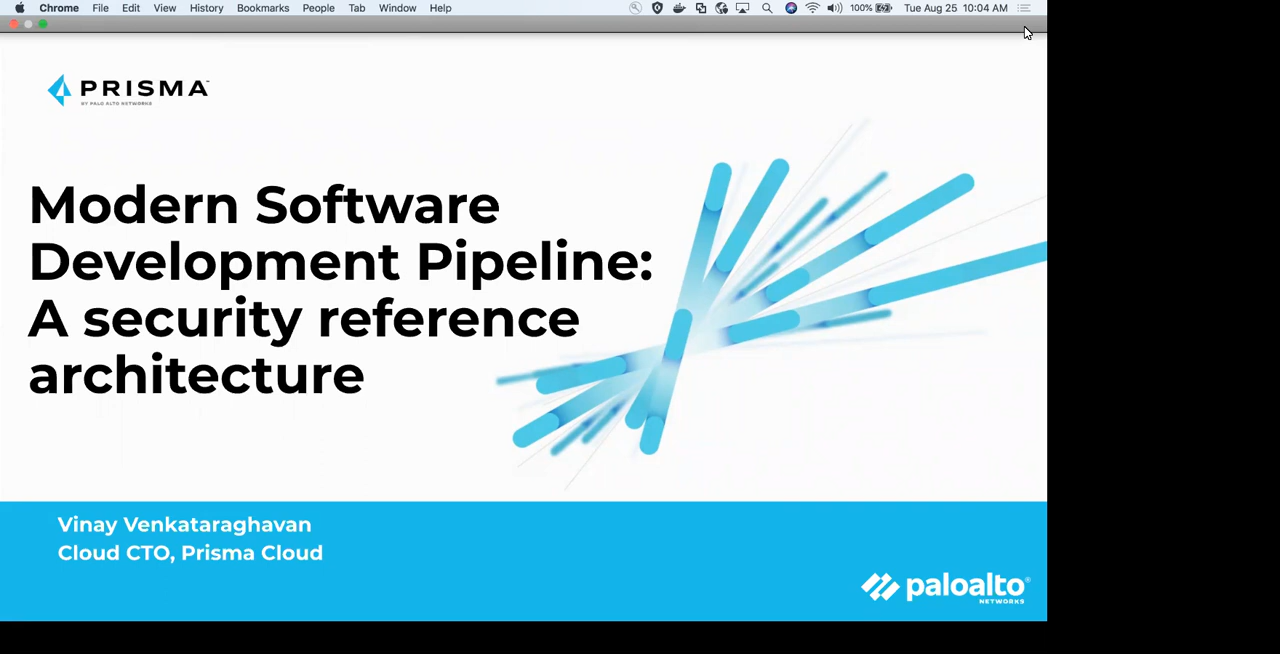 Chrome File Edit View History Bookmarks People Tab Window Help 100% Tue Aug 25 10:04 AM
PRISMA™
BY PALO ALTO NETWORKS
Modern Software
Development Pipeline:
A security reference
architecture
Vinay Venkataraghavan
Cloud CTO, Prisma Cloud
paloalto®
NETWORKS